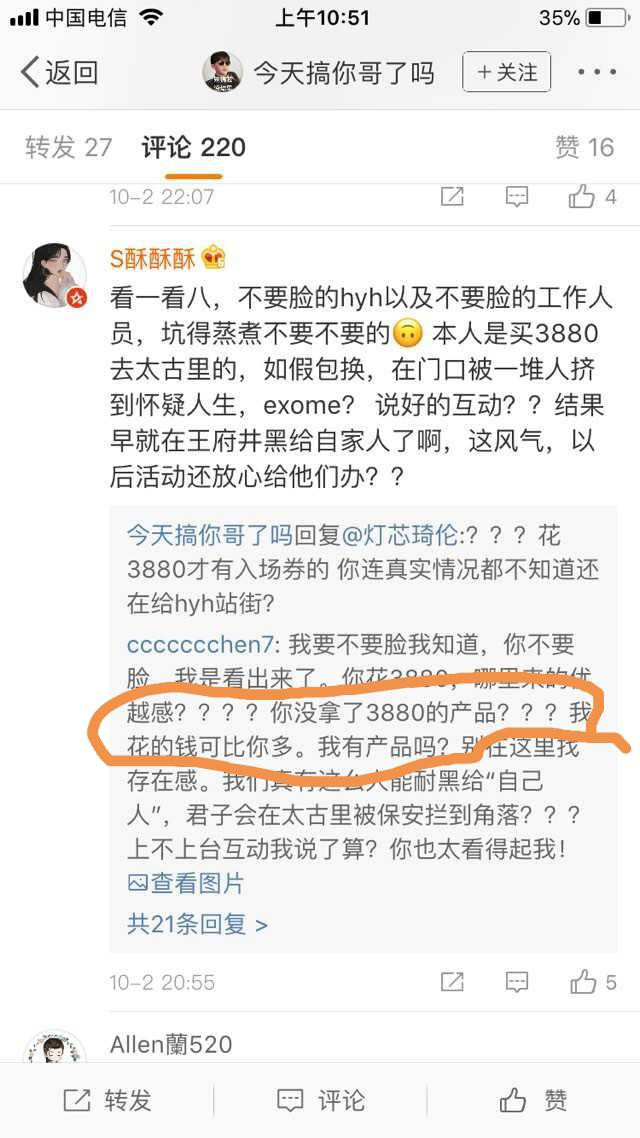 中国电信
上午10:51
35%
返回
今天搞你哥了吗
+关注
转发 27
评论 220
赞 16
10-2 22:07
4
S酥酥酥
看一看八，不要脸的hyh以及不要脸的工作人
员，坑得蒸煮不要不要的🙃 本人是买3880
去太古里的，如假包换，在门口被一堆人挤
到怀疑人生，exome？ 说好的互动？？结果
早就在王府井黑给自家人了啊，这风气，以
后活动还放心给他们办？？
今天搞你哥了吗回复@灯芯琦伦:？？？花
3880才有入场券的 你连真实情况都不知道还
在给hyh站街?
ccccccchen7: 我要不要脸我知道，你不要
脸，我是看出来了。你花3880，哪里来的优
越感？？？？你没拿了3880的产品？？？我
花的钱可比你多。我有产品吗？别在这里找
存在感。我们真有这么大能耐黑给“自己
人”，君子会在太古里被保安拦到角落？？？
上不上台互动我说了算？你也太看得起我！
查看图片
共21条回复 >
10-2 20:55
5
Allen蘭520
转发
评论
赞